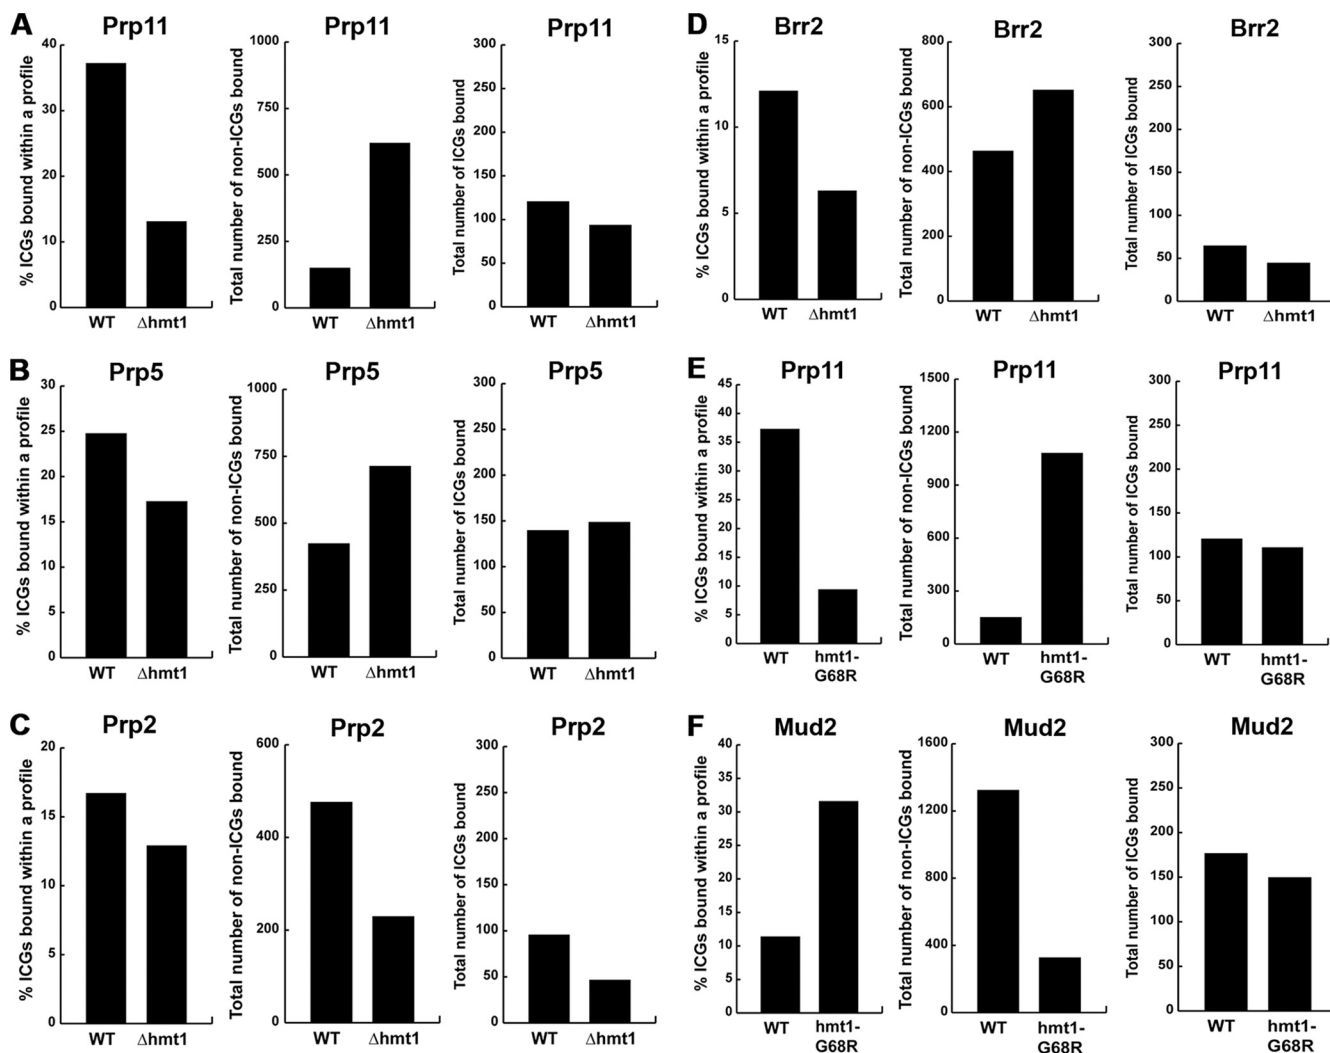 A
Prp11
% ICGs bound within a profile
40
30
20
10
0
WT
Δhmt1
Prp11
Total number of non-ICGs bound
1000
750
500
250
0
WT
Δhmt1
Prp11
Total number of ICGs bound
300
250
200
150
100
50
0
WT
Δhmt1
D
Brr2
% ICGs bound within a profile
15
10
5
0
WT
Δhmt1
Brr2
Total number of non-ICGs bound
800
600
400
200
0
WT
Δhmt1
Brr2
Total number of ICGs bound
300
250
200
150
100
50
0
WT
Δhmt1
B
Prp5
% ICGs bound within a profile
30
25
20
15
10
5
0
WT
Δhmt1
Prp5
Total number of non-ICGs bound
1000
750
500
250
0
WT
Δhmt1
Prp5
Total number of ICGs bound
300
250
200
150
100
50
0
WT
Δhmt1
E
Prp11
% ICGs bound within a profile
45
40
35
30
25
20
15
10
5
0
WT
hmt1-
G68R
Prp11
Total number of non-ICGs bound
1500
1200
900
600
300
0
WT
hmt1-
G68R
Prp11
Total number of ICGs bound
300
250
200
150
100
50
0
WT
hmt1-
G68R
C
Prp2
% ICGs bound within a profile
20
15
10
5
0
WT
Δhmt1
Prp2
Total number of non-ICGs bound
600
400
200
0
WT
Δhmt1
Prp2
Total number of ICGs bound
300
250
200
150
100
50
0
WT
Δhmt1
F
Mud2
% ICGs bound within a profile
40
35
30
25
20
15
10
5
0
WT
hmt1-
G68R
Mud2
Total number of non-ICGs bound
1600
1200
800
400
0
WT
hmt1-
G68R
Mud2
Total number of ICGs bound
300
250
200
150
100
50
0
WT
hmt1-
G68R